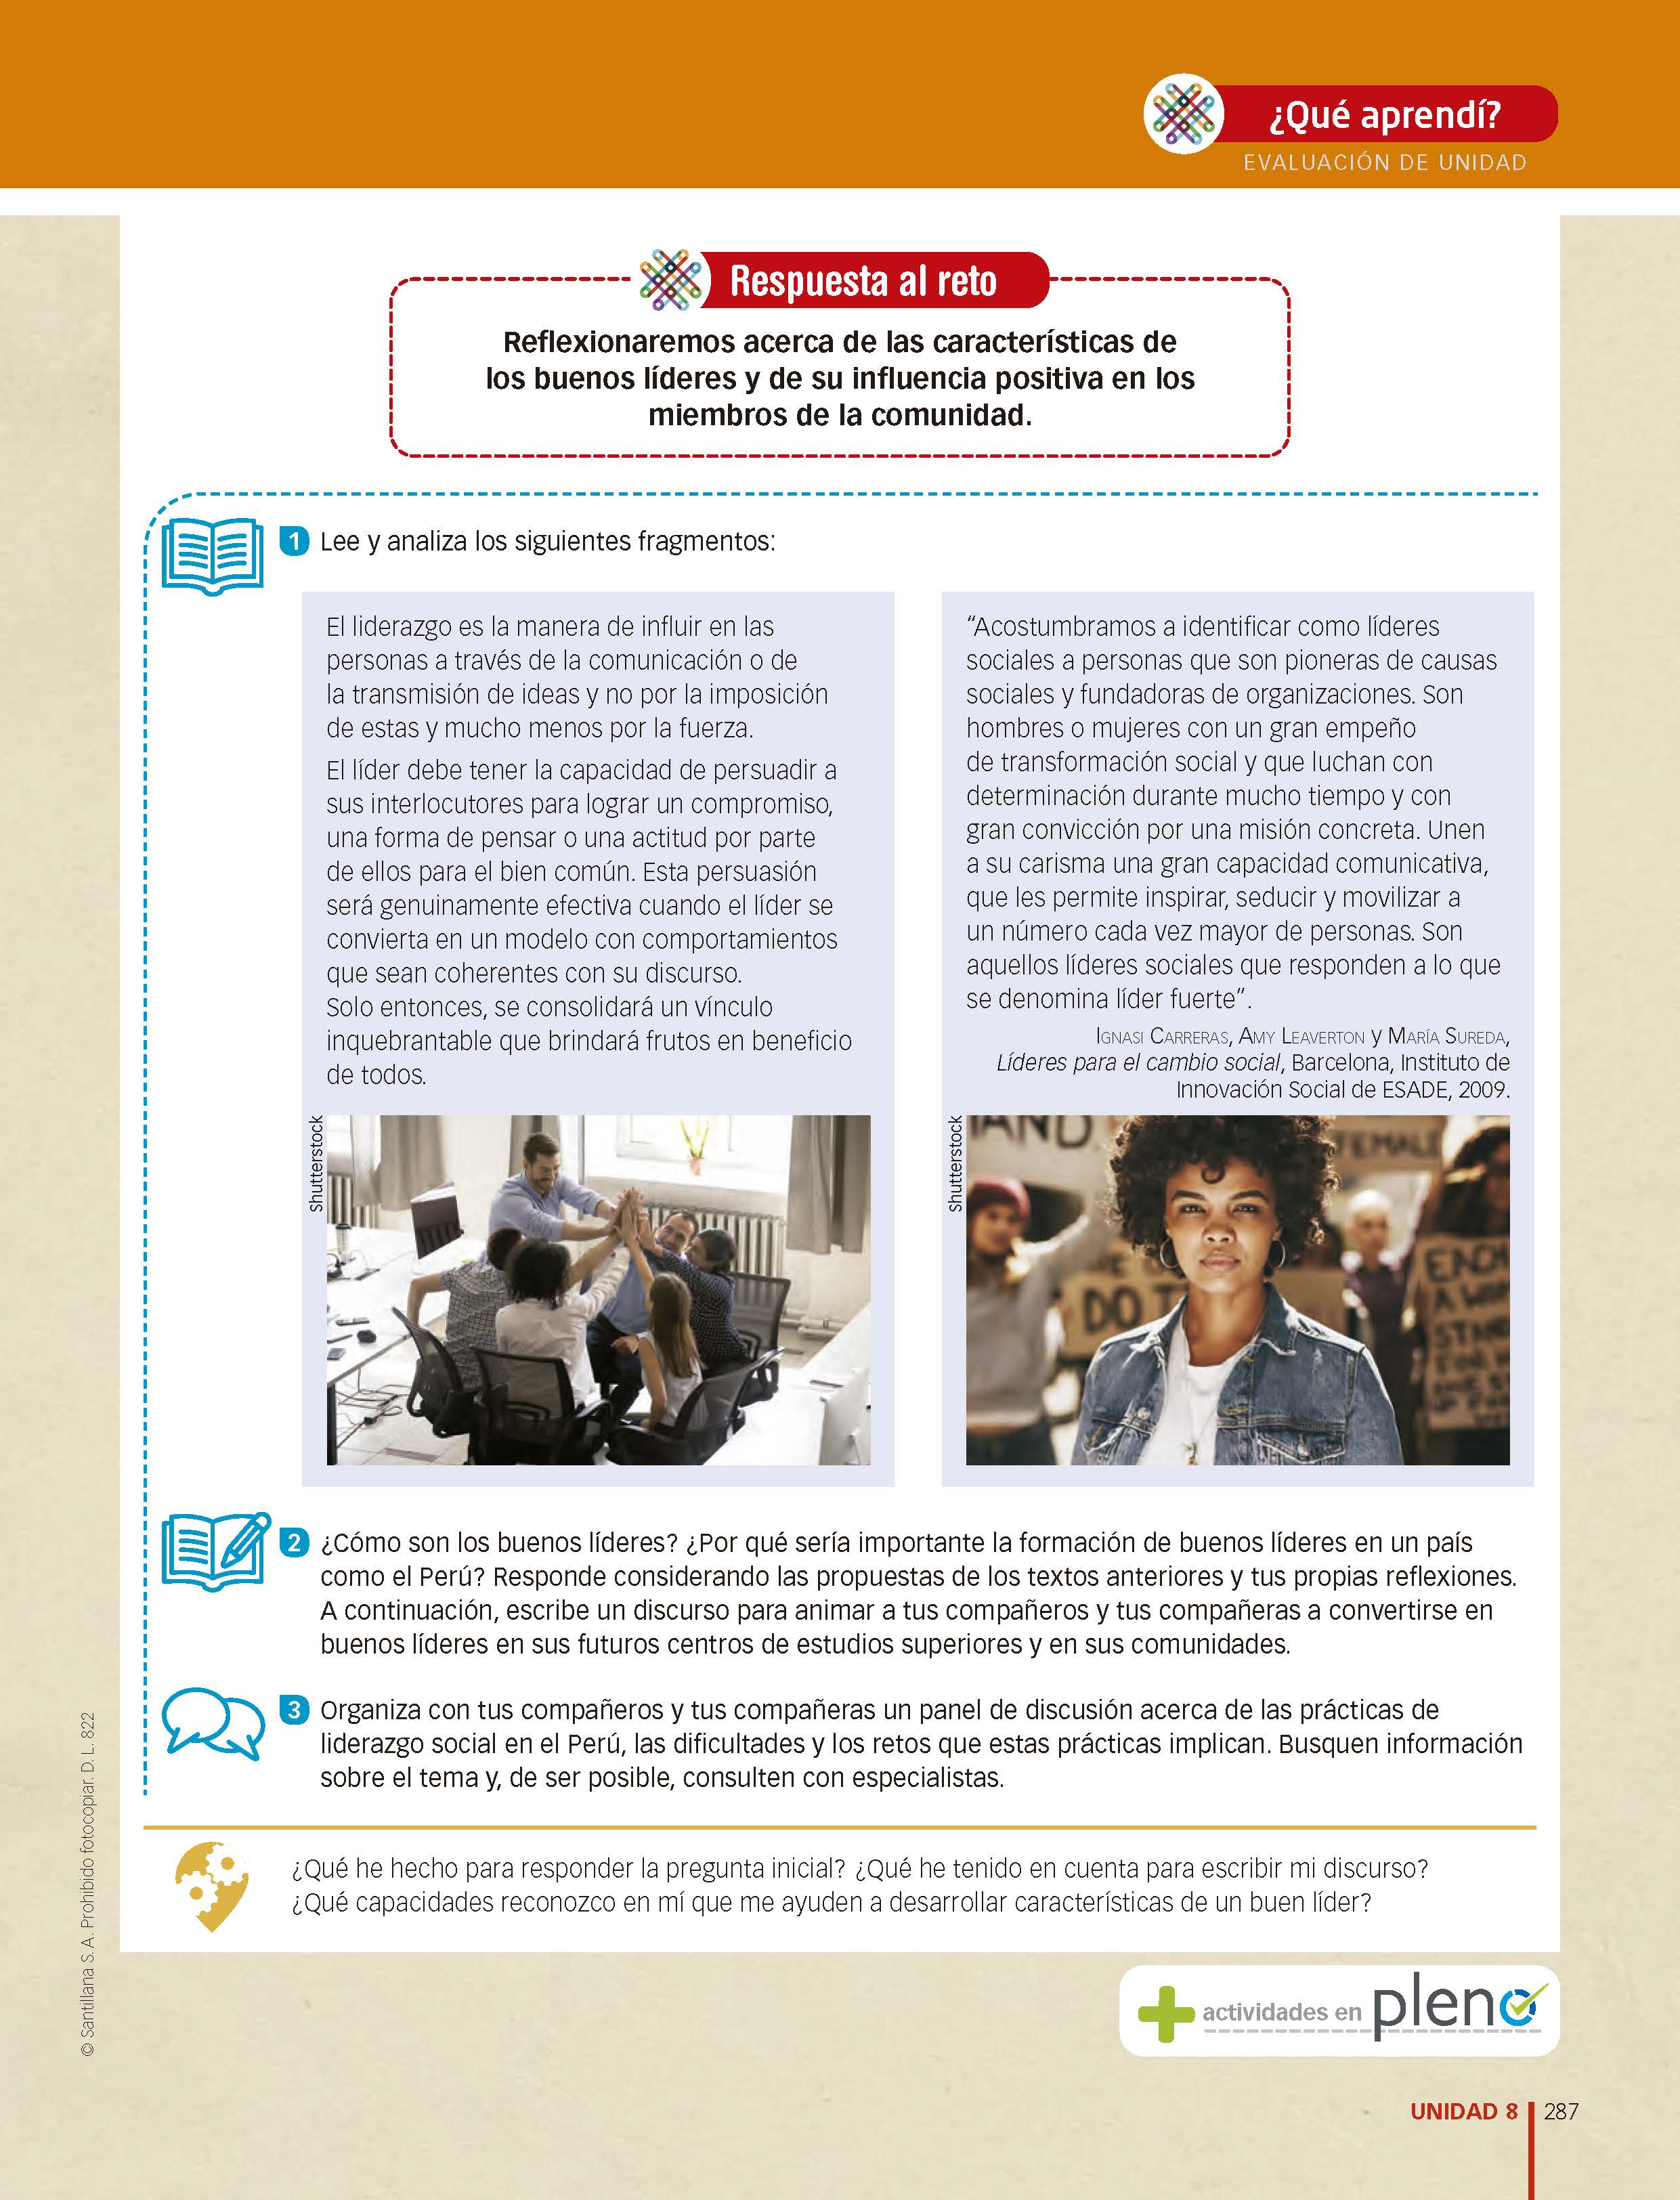 ¿Qué aprendí?
EVALUACIÓN DE UNIDAD
Respuesta al reto
Reflexionaremos acerca de las características de
los buenos líderes y de su influencia positiva en los
miembros de la comunidad.
1 Lee y analiza los siguientes fragmentos:
El liderazgo es la manera de influir en las
personas a través de la comunicación o de
la transmisión de ideas y no por la imposición
de estas y mucho menos por la fuerza.
El líder debe tener la capacidad de persuadir a
sus interlocutores para lograr un compromiso,
una forma de pensar o una actitud por parte
de ellos para el bien común. Esta persuasión
será genuinamente efectiva cuando el líder se
convierta en un modelo con comportamientos
que sean coherentes con su discurso.
Solo entonces, se consolidará un vínculo
inquebrantable que brindará frutos en beneficio
de todos.
Shutterstock
“Acostumbramos a identificar como líderes
sociales a personas que son pioneras de causas
sociales y fundadoras de organizaciones. Son
hombres o mujeres con un gran empeño
de transformación social y que luchan con
determinación durante mucho tiempo y con
gran convicción por una misión concreta. Unen
a su carisma una gran capacidad comunicativa,
que les permite inspirar, seducir y movilizar a
un número cada vez mayor de personas. Son
aquellos líderes sociales que responden a lo que
se denomina líder fuerte”.
Ignasi Carreras, Amy Leaverton y María Sureda,
Líderes para el cambio social, Barcelona, Instituto de
Innovación Social de ESADE, 2009.
Shutterstock
FEMALE
DO
2 ¿Cómo son los buenos líderes? ¿Por qué sería importante la formación de buenos líderes en un país
como el Perú? Responde considerando las propuestas de los textos anteriores y tus propias reflexiones.
A continuación, escribe un discurso para animar a tus compañeros y tus compañeras a convertirse en
buenos líderes en sus futuros centros de estudios superiores y en sus comunidades.
3 Organiza con tus compañeros y tus compañeras un panel de discusión acerca de las prácticas de
liderazgo social en el Perú, las dificultades y los retos que estas prácticas implican. Busquen información
sobre el tema y, de ser posible, consulten con especialistas.
¿Qué he hecho para responder la pregunta inicial? ¿Qué he tenido en cuenta para escribir mi discurso?
¿Qué capacidades reconozco en mí que me ayuden a desarrollar características de un buen líder?
© Santillana S. A. Prohibido fotocopiar. D. L. 822
actividades en pleno
UNIDAD 8 287